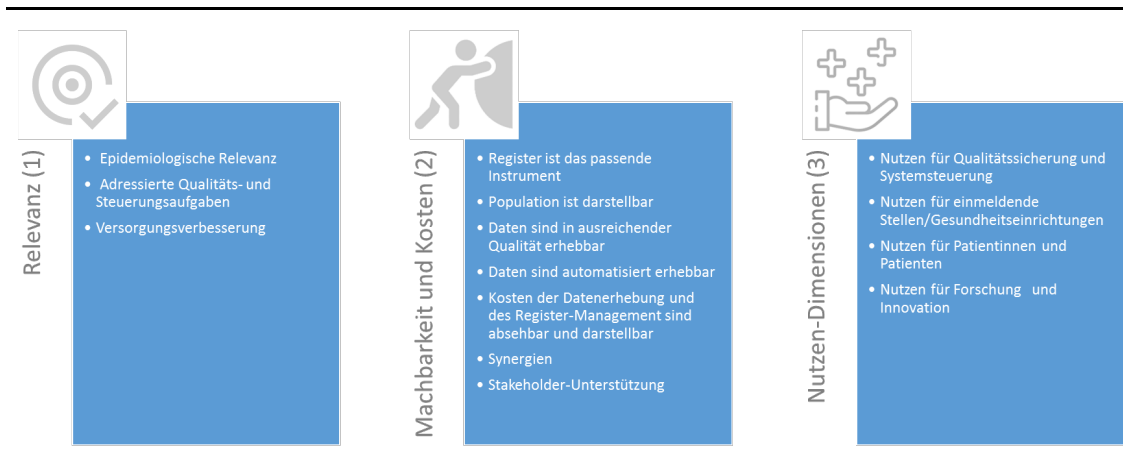 Relevanz (1)
• Epidemiologische Relevanz
• Adressierte Qualitäts- und
Steuerungsaufgaben
• Versorgungsverbesserung
Machbarkeit und Kosten (2)
• Register ist das passende
Instrument
• Population ist darstellbar
• Daten sind in ausreichender
Qualität erhebbar
• Daten sind automatisiert erhebbar
• Kosten der Datenerhebung und
des Register-Management sind
absehbar und darstellbar
• Synergien
• Stakeholder-Unterstützung
Nutzen-Dimensionen (3)
• Nutzen für Qualitätssicherung und
Systemsteuerung
• Nutzen für einmeldende
Stellen/Gesundheitseinrichtungen
• Nutzen für Patientinnen und
Patienten
• Nutzen für Forschung und
Innovation